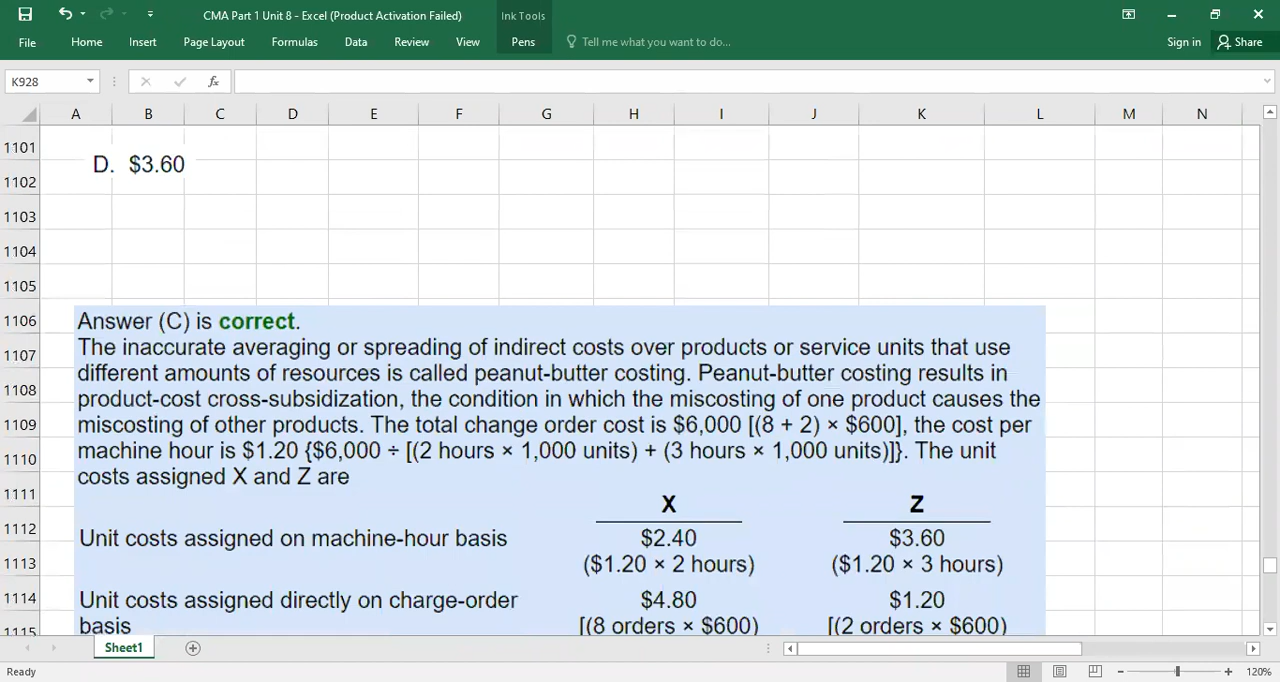 CMA Part 1 Unit 8 - Excel (Product Activation Failed)
Ink Tools
File Home Insert Page Layout Formulas Data Review View Pens Tell me what you want to do... Sign in Share
K928 fx
A B C D E F G H I J K L M N
1101
D. $3.60
1102
1103
1104
1105
1106 Answer (C) is correct.
1107 The inaccurate averaging or spreading of indirect costs over products or service units that use
different amounts of resources is called peanut-butter costing. Peanut-butter costing results in
1108 product-cost cross-subsidization, the condition in which the miscosting of one product causes the
1109 miscosting of other products. The total change order cost is $6,000 [(8 + 2) × $600], the cost per
1110 machine hour is $1.20 {$6,000 ÷ [(2 hours × 1,000 units) + (3 hours × 1,000 units)]}. The unit
costs assigned X and Z are
1111 X Z
1112 Unit costs assigned on machine-hour basis $2.40 $3.60
1113 ($1.20 × 2 hours) ($1.20 × 3 hours)
1114 Unit costs assigned directly on charge-order $4.80 $1.20
1115 basis [(8 orders × $600) [(2 orders × $600)
Sheet1
Ready 120%